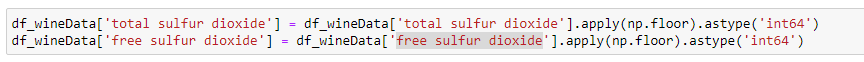 df_wineData['total sulfur dioxide'] = df_wineData['total sulfur dioxide'].apply(np.floor).astype('int64')
df_wineData['free sulfur dioxide'] = df_wineData['free sulfur dioxide'].apply(np.floor).astype('int64')